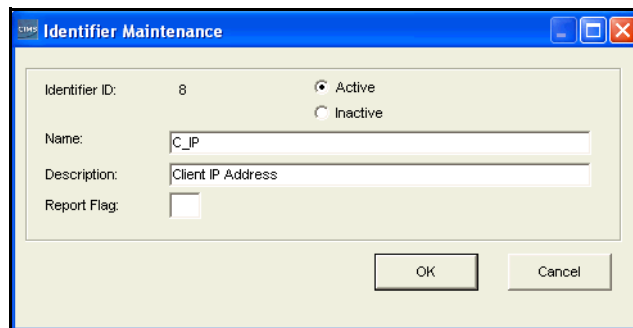 CIMS Identifier Maintenance
Identifier ID: 8 Active
Inactive
Name: C_IP
Description: Client IP Address
Report Flag:
OK Cancel